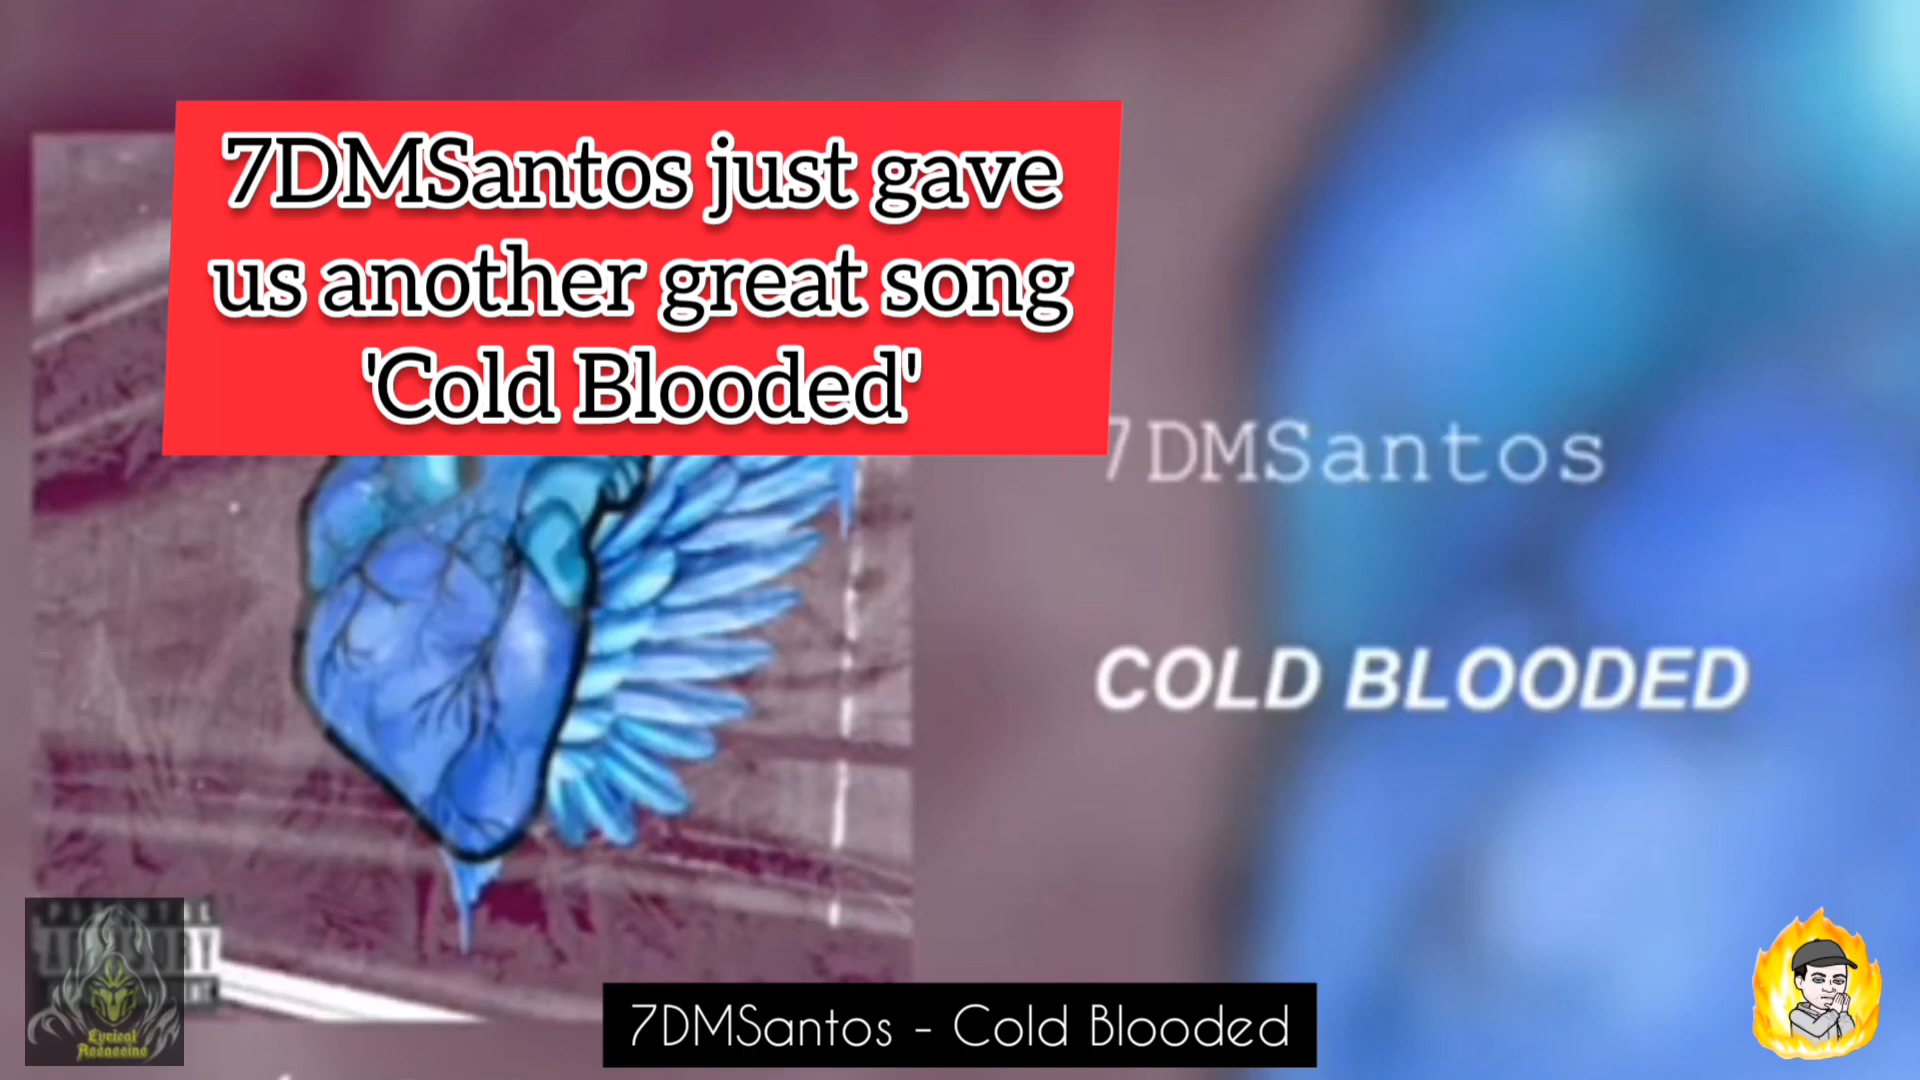 7DMSantos just gave
us another great song
'Cold Blooded'
7DMSantos
COLD BLOODED
Lyrical
Assassins
7DMSantos - Cold Blooded